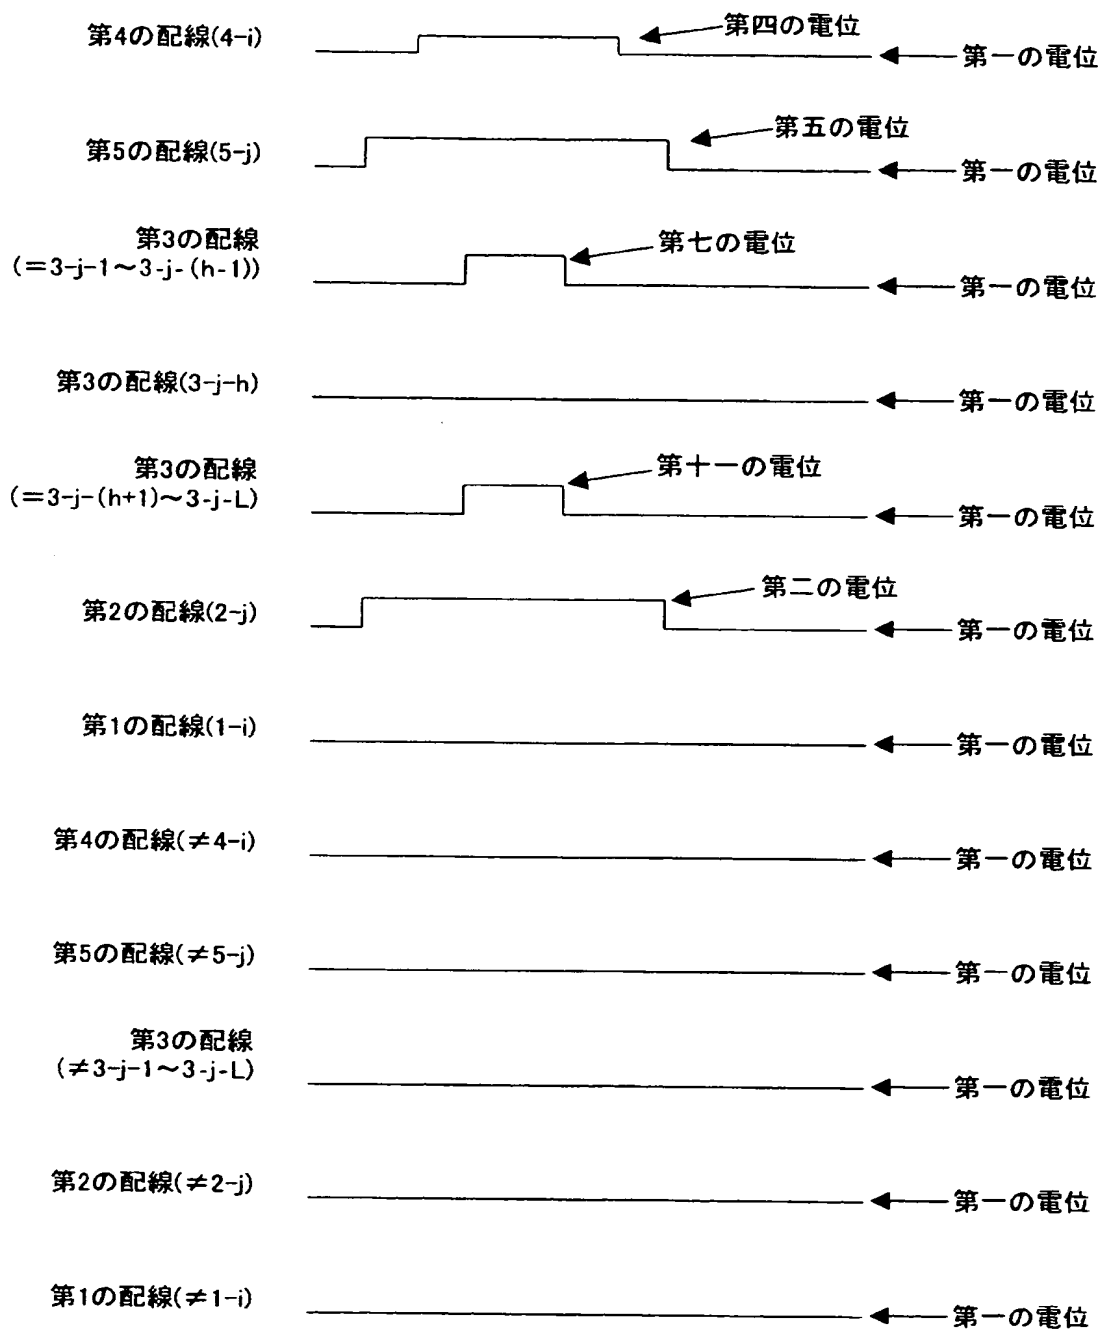 第4の配線(4-i)
第四の電位
第一の電位
第5の配線(5-j)
第五の電位
第一の電位
第3の配線
(=3-j-1～3-j-(h-1))
第七の電位
第一の電位
第3の配線(3-j-h)
第一の電位
第3の配線
(=3-j-(h+1)～3-j-L)
第十一の電位
第一の電位
第2の配線(2-j)
第二の電位
第一の電位
第1の配線(1-i)
第一の電位
第4の配線(≠4-i)
第一の電位
第5の配線(≠5-j)
第一の電位
第3の配線
(≠3-j-1～3-j-L)
第一の電位
第2の配線(≠2-j)
第一の電位
第1の配線(≠1-i)
第一の電位